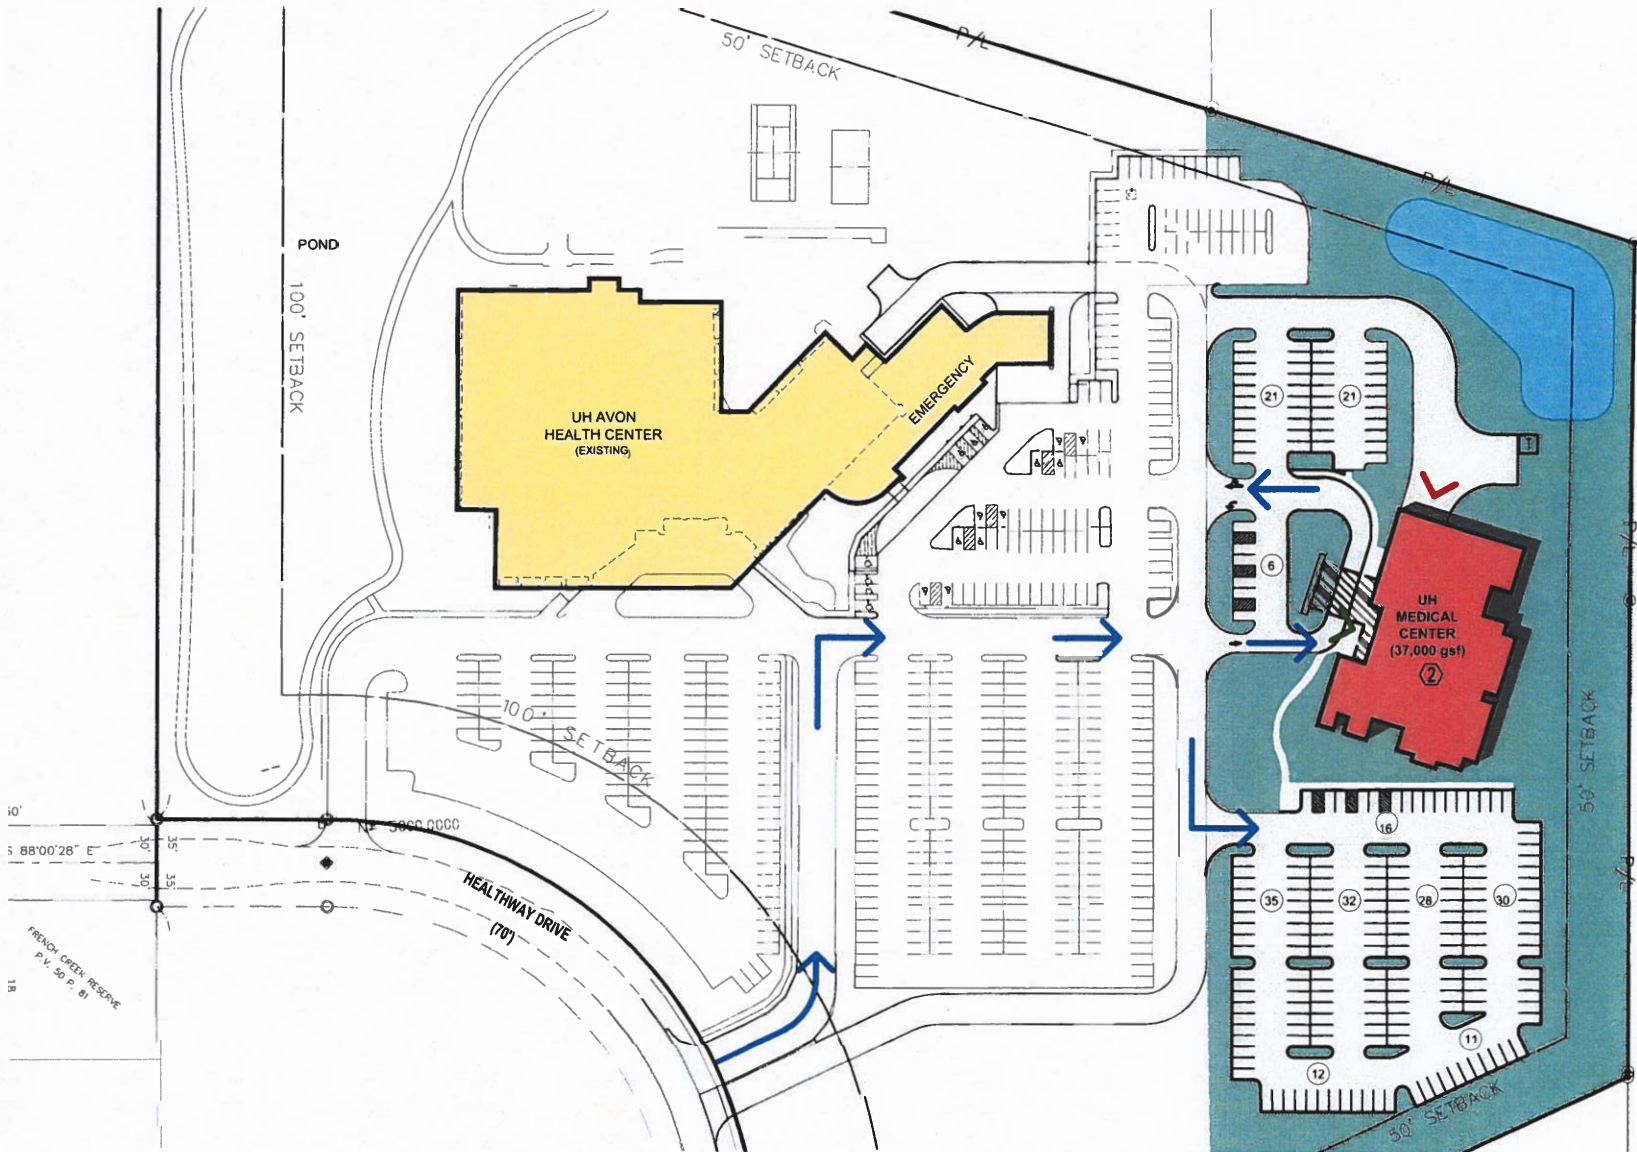 P/L
50' SETBACK
P/L
POND
100' SETBACK
UH AVON
HEALTH CENTER
(EXISTING)
EMERGENCY
21
21
6
UH
MEDICAL
CENTER
(37,000 gsf)
2
P/L
50' SETBACK
100' SETBACK
16
35
32
28
30
P/L
11
12
50' SETBACK
HEALTHWAY DRIVE
(70')
S 88°00'28" E
30'
35'
30'
35'
FRENCH CREEK RESERVE
P.V. 50 P. 81
18